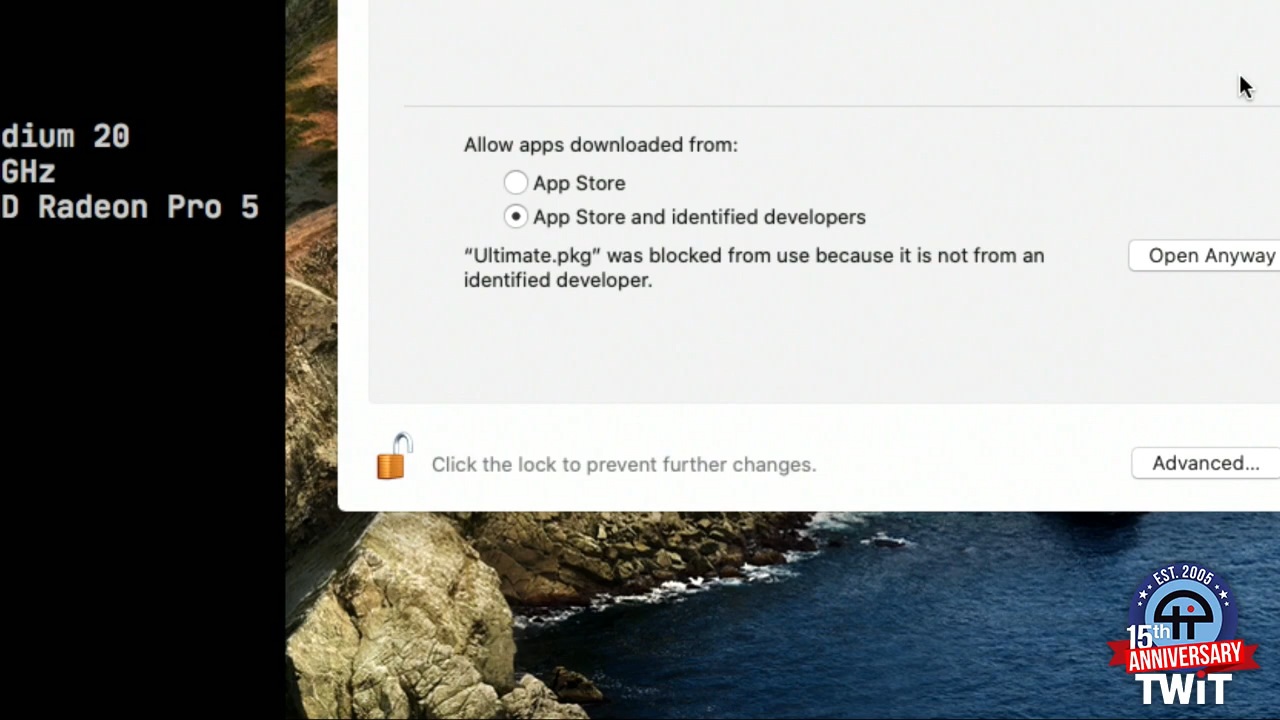 dium 20
GHz
D Radeon Pro 5
Allow apps downloaded from:
App Store
App Store and identified developers
“Ultimate.pkg” was blocked from use because it is not from an
identified developer.
Open Anyway
Click the lock to prevent further changes.
Advanced...
EST. 2005
15th
ANNIVERSARY
TWiT